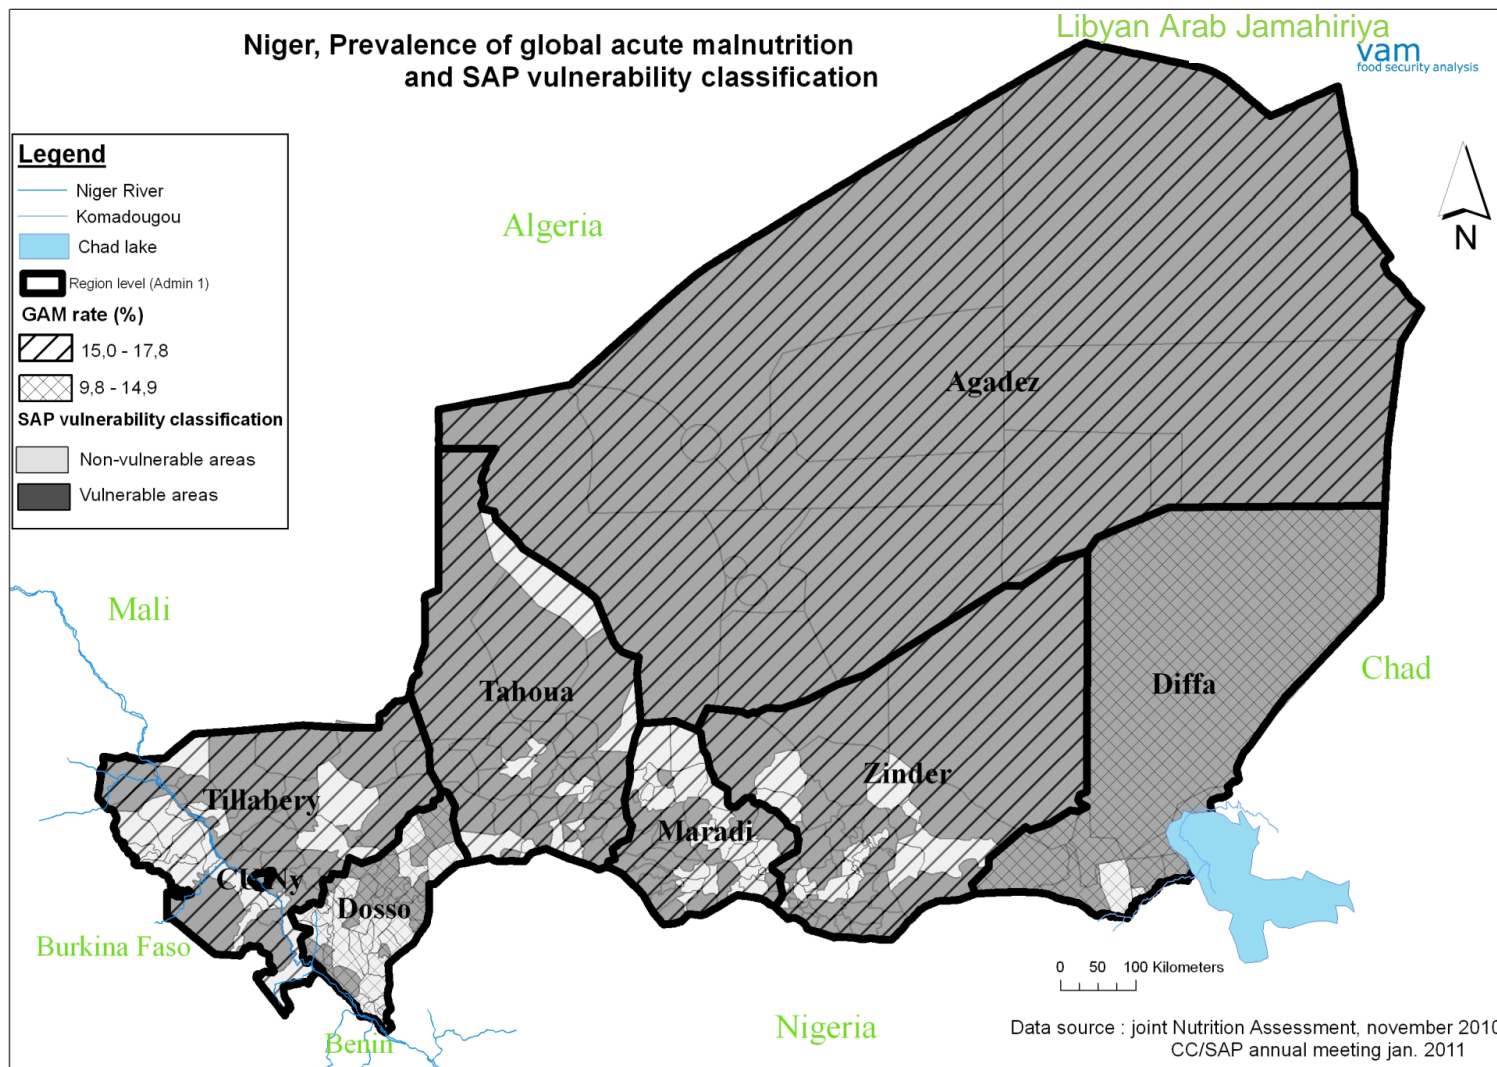 Libyan Arab Jamahiriya
Niger, Prevalence of global acute malnutrition
and SAP vulnerability classification
vam
food security analysis
Legend
Niger River
Komadougou
Chad lake
Region level (Admin 1)
GAM rate (%)
15,0 - 17,8
9,8 - 14,9
SAP vulnerability classification
Non-vulnerable areas
Vulnerable areas
N
Algeria
Agadez
Mali
Chad
Tahoua
Diffa
Zinder
Tillabery
Maradi
Dosso
Burkina Faso
Benin
Nigeria
0 50 100 Kilometers
Data source : joint Nutrition Assessment, november 2010
CC/SAP annual meeting jan. 2011